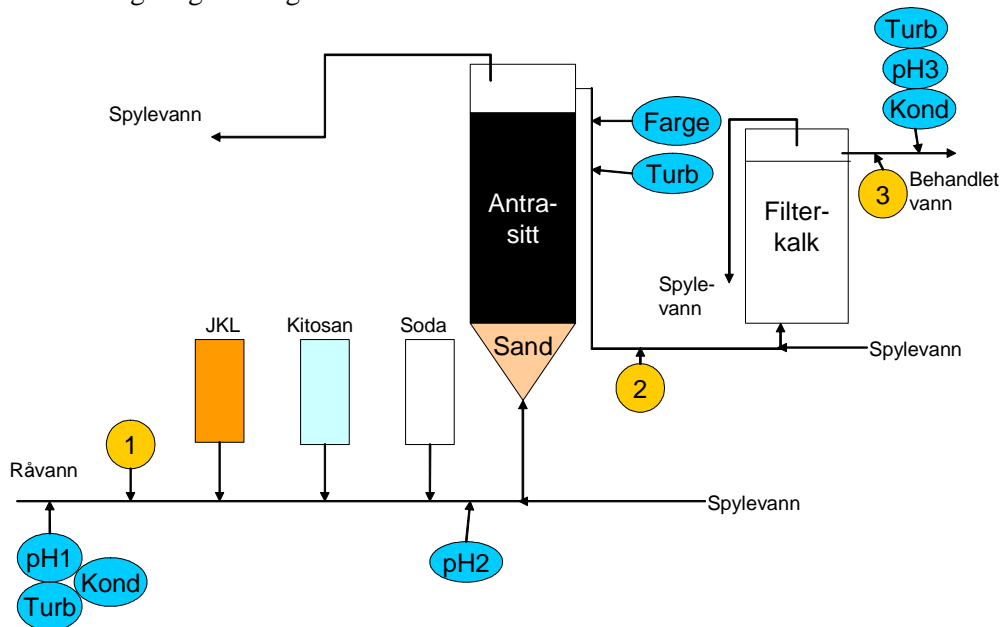 Turb
pH3
Kond
Spylevann
Farge
Turb
3
Behandlet
vann
Antra-
sitt
Filter-
kalk
Spyle-
vann
JKL
Kitosan
Soda
Sand
Spylevann
2
1
Råvann
Spylevann
pH1
Kond
Turb
pH2